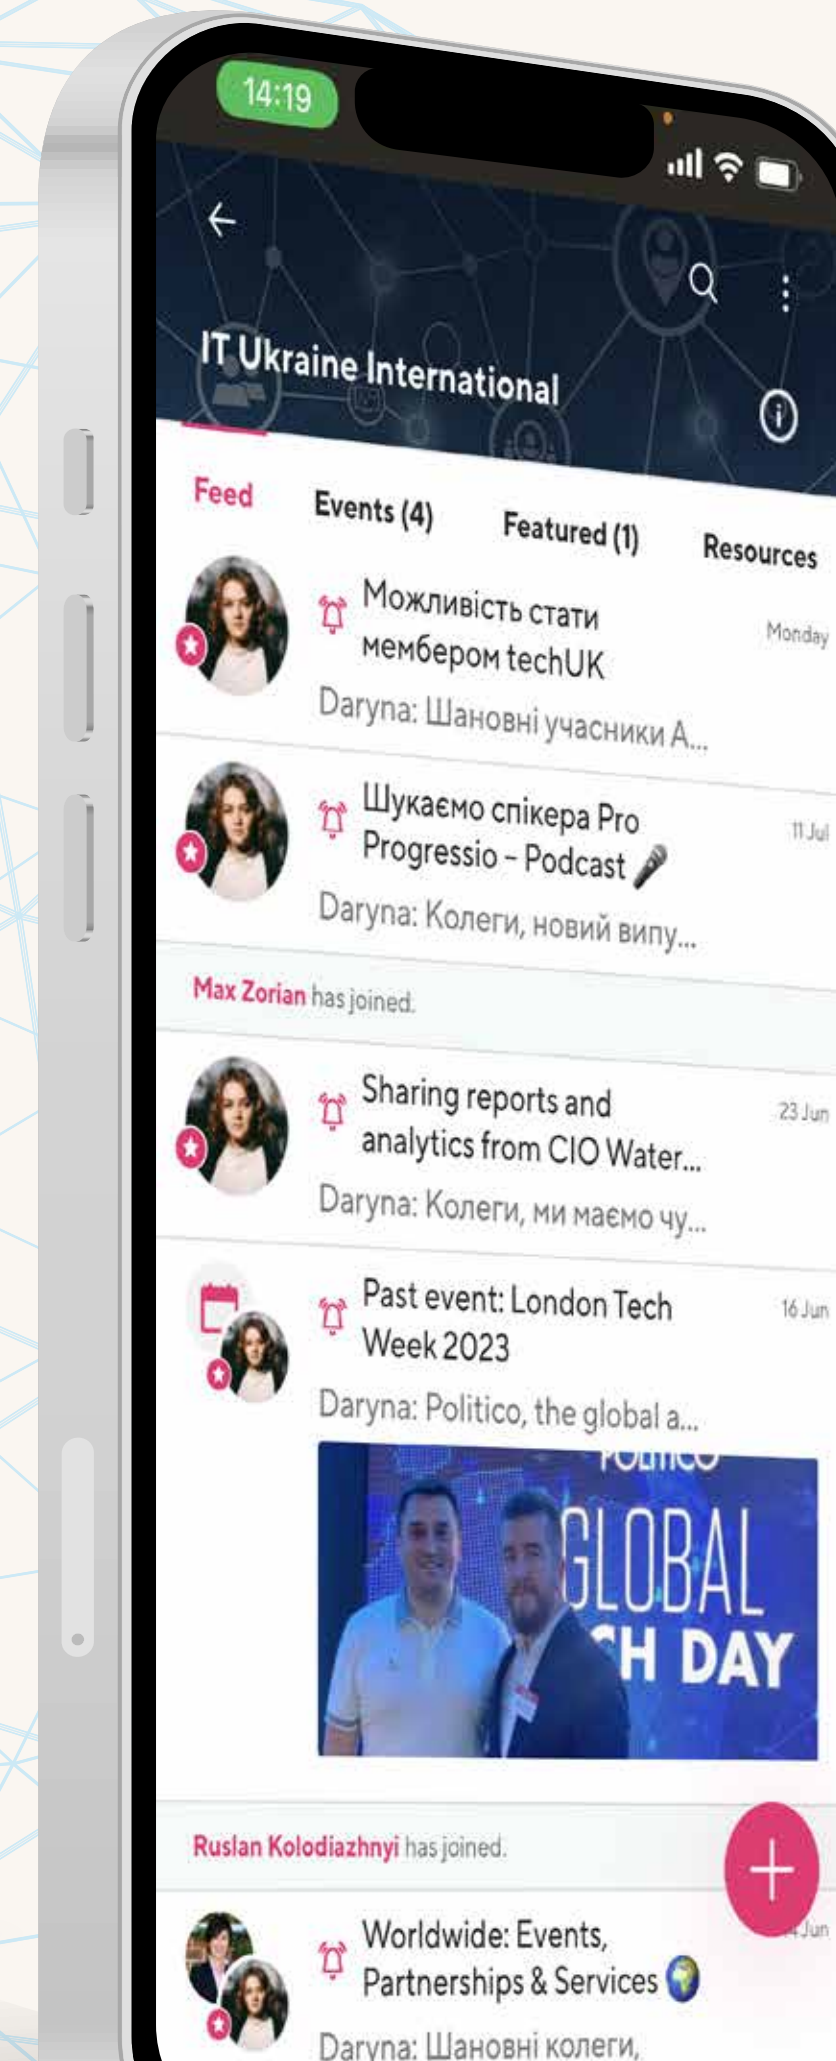 14:19
IT Ukraine International
Feed
Events (4)
Featured (1)
Resources
Можливість стати
мембером techUK
Monday
Daryna: Шановні учасники А...
Шукаємо спікера Pro
Progressio – Podcast 🎤
11 Jul
Daryna: Колеги, новий випу...
Max Zorian has joined.
Sharing reports and
analytics from CIO Water...
23 Jun
Daryna: Колеги, ми маємо чу...
Past event: London Tech
Week 2023
16 Jun
Daryna: Politico, the global a...
POLITICO
GLOBAL
CH DAY
Ruslan Kolodiazhnyi has joined.
Worldwide: Events,
Partnerships & Services 🌍
Jun
Daryna: Шановні колеги,